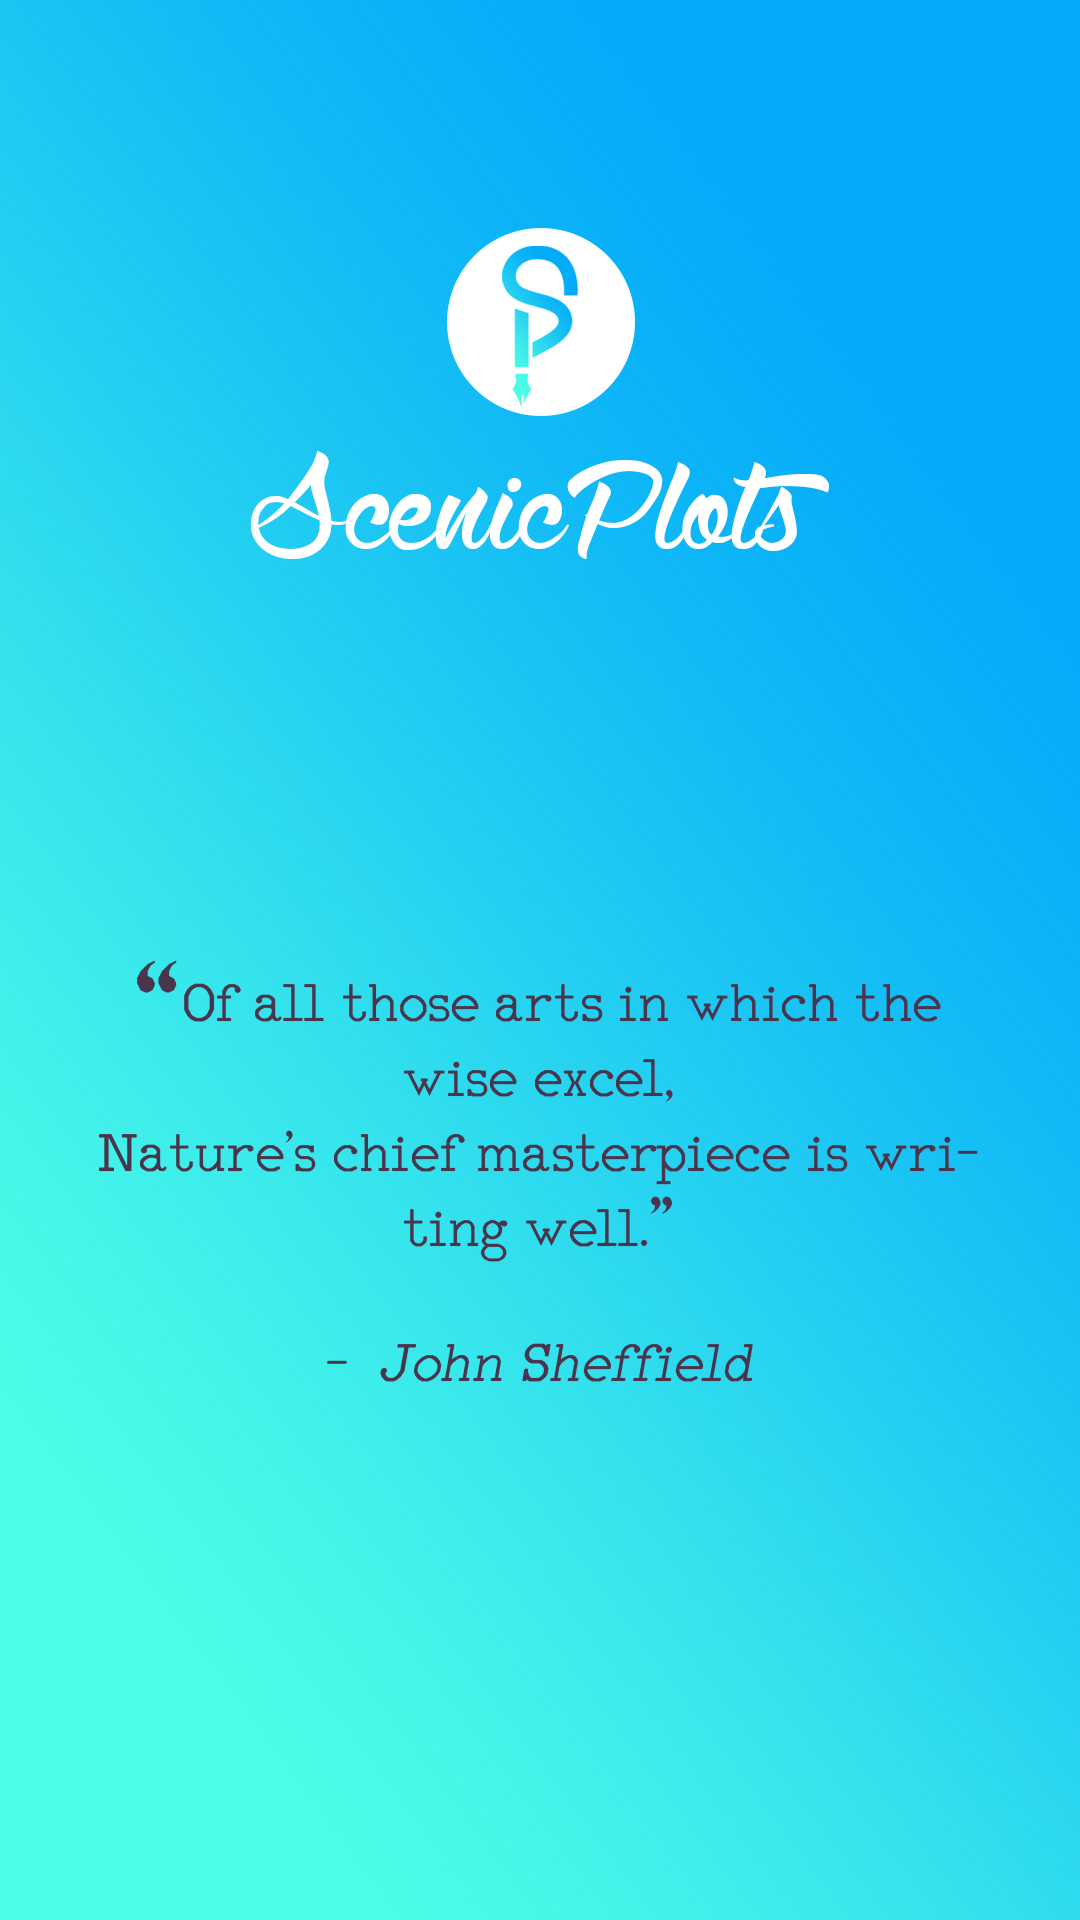 SP
ScenicPlots
“Of all those arts in which the
wise excel,
Nature’s chief masterpiece is wri-
ting well.”
- John Sheffield